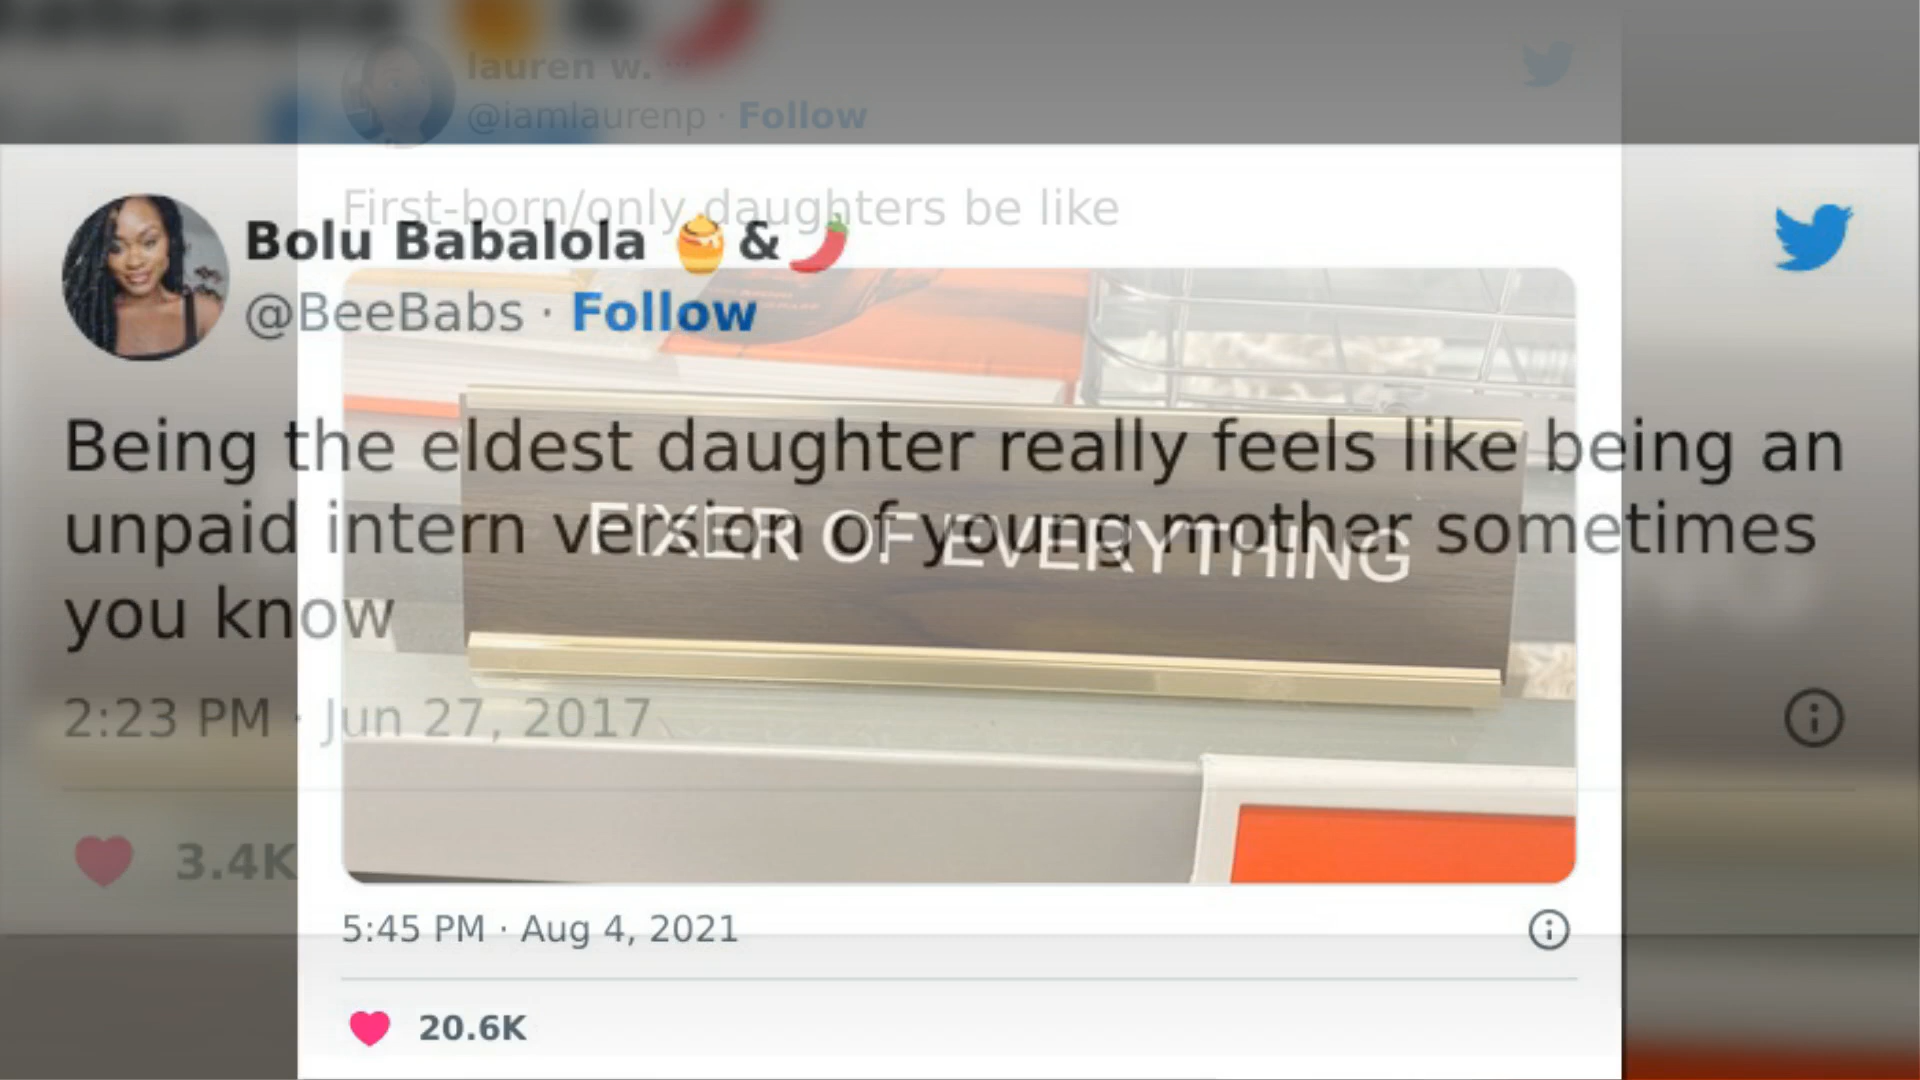 lauren w.
@iamlaurenp · Follow
First-born/only daughters be like
Bolu Babalola 🍯 & 🌶️
@BeeBabs · Follow
Being the eldest daughter really feels like being an
unpaid intern version of young mother sometimes
you know
FIXER OF EVERYTHING
2:23 PM · Jun 27, 2017
3.4K
5:45 PM · Aug 4, 2021
20.6K